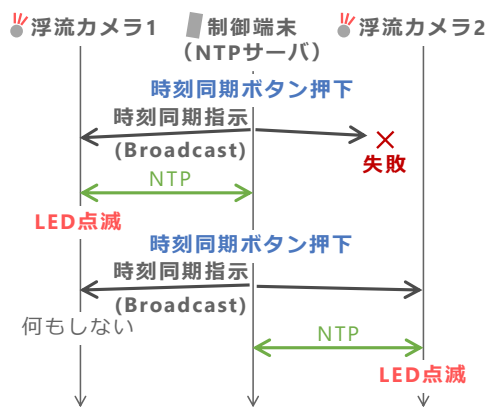 浮流カメラ1
制御端末
（NTPサーバ）
浮流カメラ2
時刻同期ボタン押下
時刻同期指示
(Broadcast)
失敗
NTP
LED点滅
時刻同期ボタン押下
時刻同期指示
(Broadcast)
何もしない
NTP
LED点滅